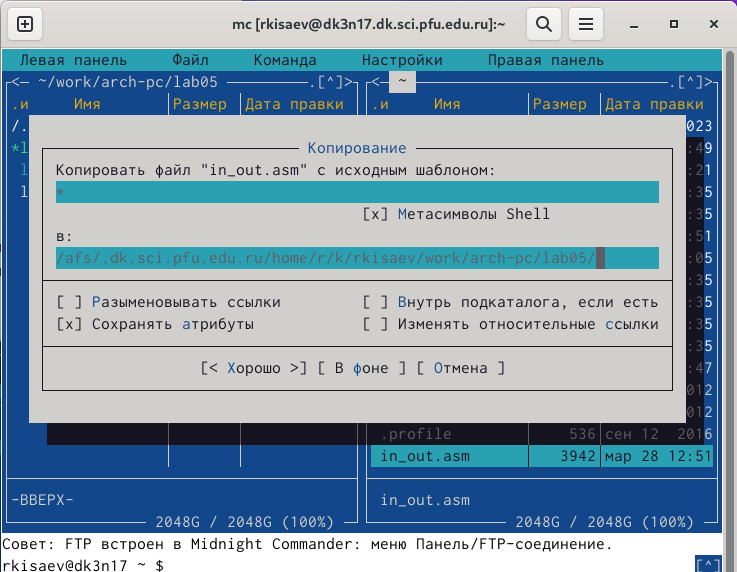 mc [rkisaev@dk3n17.dk.sci.pfu.edu.ru]:~
Левая панель Файл Команда Настройки Правая панель
<— ~/work/arch-pc/lab05 .[^]> <— ~ .[^]>
.и Имя Размер Дата правки .и Имя Размер Дата правки
/. 023
*l :49
l :21
l :35
:35
:51
:05
:35
:35
:35
:35
:47
012
012
Копирование
Копировать файл "in_out.asm" с исходным шаблоном:
*
[x] Метасимволы Shell
в:
/afs/.dk.sci.pfu.edu.ru/home/r/k/rkisaev/work/arch-pc/lab05/
[ ] Разыменовывать ссылки [ ] Внутрь подкаталога, если есть
[x] Сохранять атрибуты [ ] Изменять относительные ссылки
[< Хорошо >] [ В фоне ] [ Отмена ]
.profile 536 сен 12 2016
in_out.asm 3942 мар 28 12:51
-ВВЕРХ- in_out.asm
2048G / 2048G (100%) 2048G / 2048G (100%)
Совет: FTP встроен в Midnight Commander: меню Панель/FTP-соединение.
rkisaev@dk3n17 ~ $ [^]